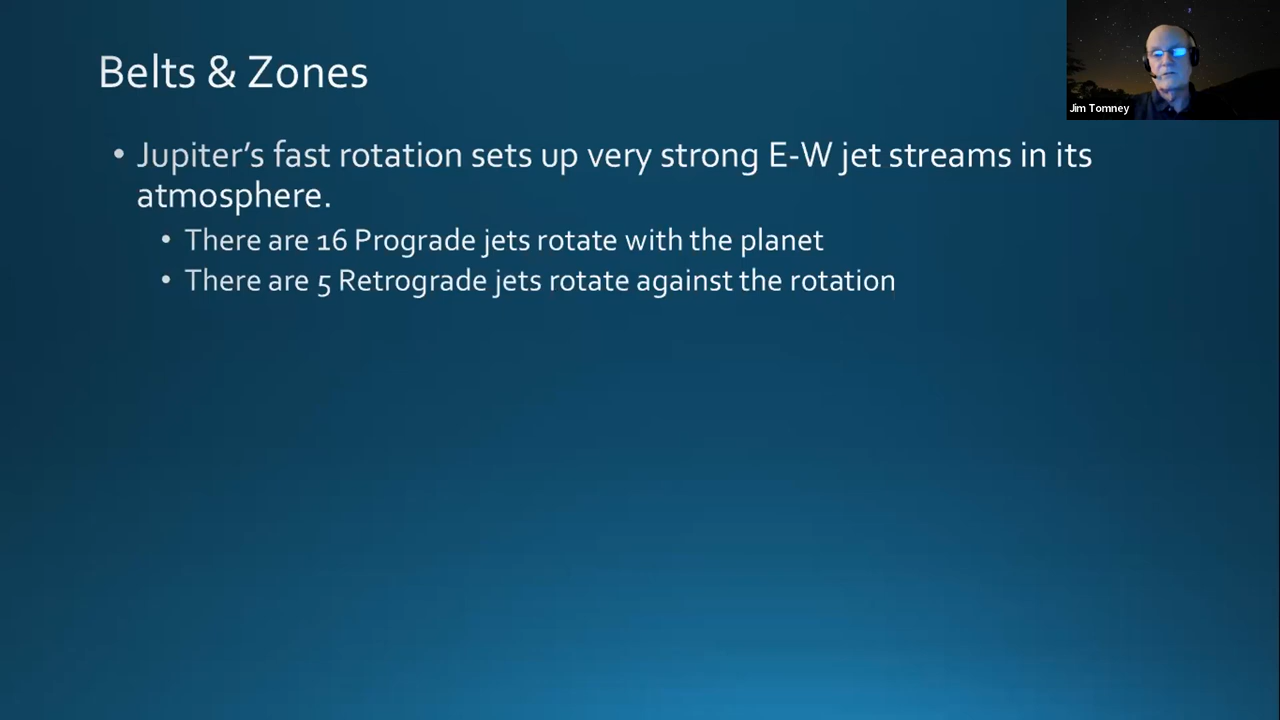 Belts & Zones
Jim Tomney
• Jupiter’s fast rotation sets up very strong E-W jet streams in its
atmosphere.
• There are 16 Prograde jets rotate with the planet
• There are 5 Retrograde jets rotate against the rotation